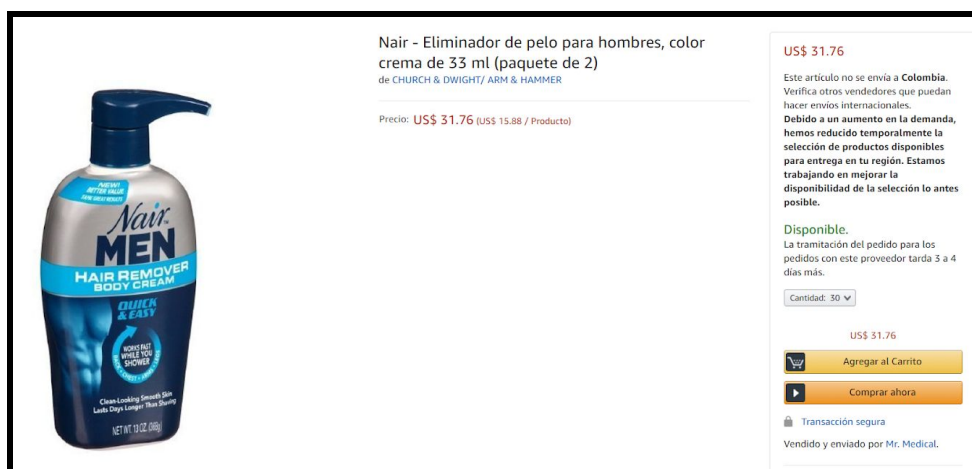 Nair - Eliminador de pelo para hombres, color
crema de 33 ml (paquete de 2)
de CHURCH & DWIGHT/ ARM & HAMMER
Precio: US$ 31.76 (US$ 15.88 / Producto)
NEW!
BETTER VALUE
Nair
MEN
HAIR REMOVER
BODY CREAM
QUICK
& EASY
WORKS FAST
WHILE YOU
SHOWER
BACK • CHEST • ARMS • LEGS
Clean-Looking Smooth Skin
Lasts Days Longer Than Shaving
NET WT. 13 OZ. (368g)
US$ 31.76
Este artículo no se envía a Colombia.
Verifica otros vendedores que puedan
hacer envíos internacionales.
Debido a un aumento en la demanda,
hemos reducido temporalmente la
selección de productos disponibles
para entrega en tu región. Estamos
trabajando en mejorar la
disponibilidad de la selección lo antes
posible.
Disponible.
La tramitación del pedido para los
pedidos con este proveedor tarda 3 a 4
días más.
Cantidad: 30
US$ 31.76
Agregar al Carrito
Comprar ahora
Transacción segura
Vendido y enviado por Mr. Medical.